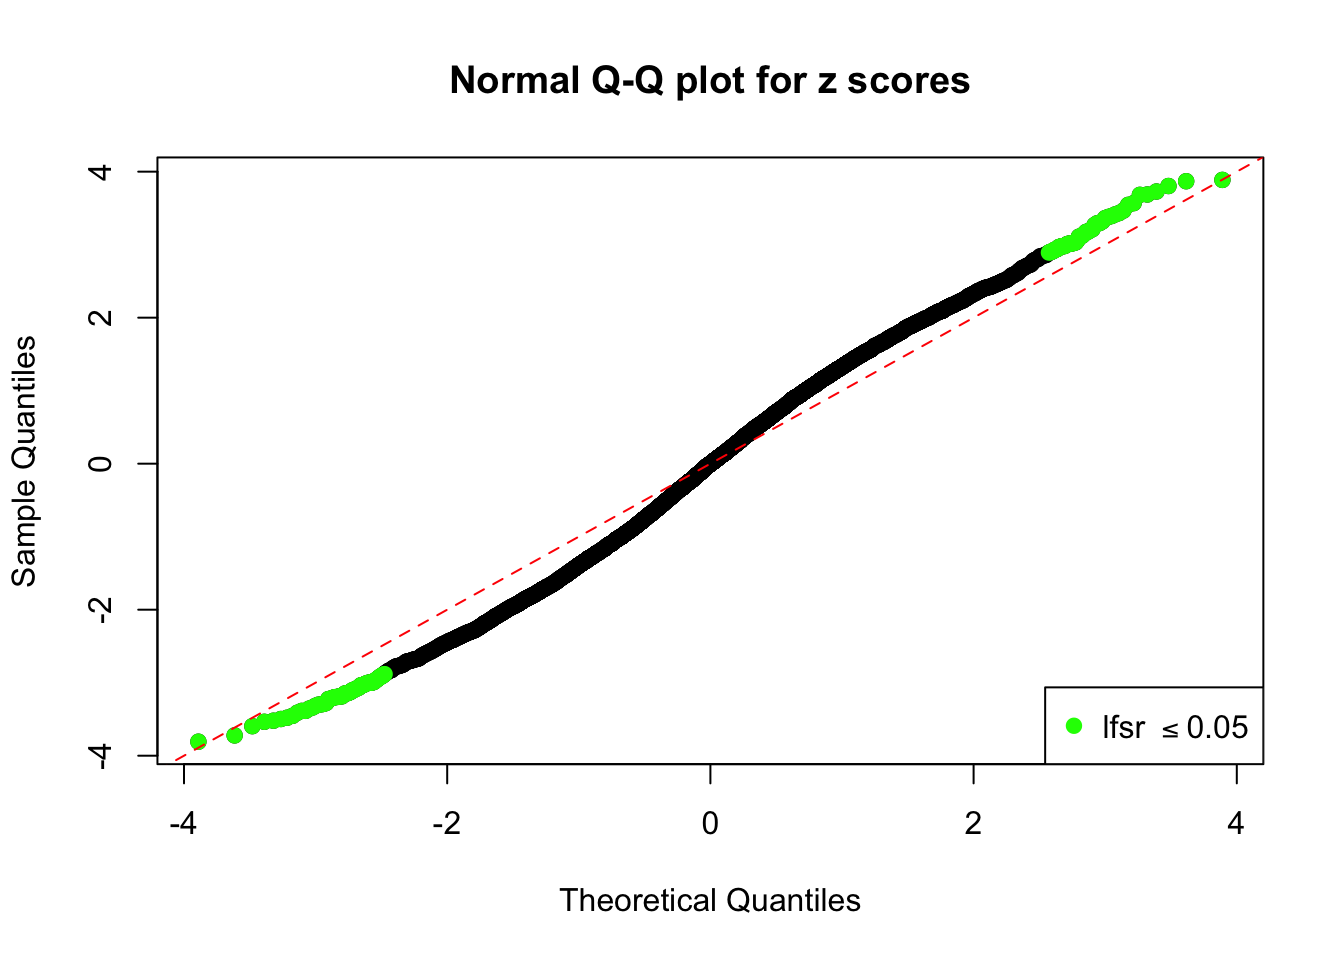 Normal Q-Q plot for z scores
Sample Quantiles
4
2
0
-2
-4
-4
-2
0
2
4
Theoretical Quantiles
lfsr ≤ 0.05